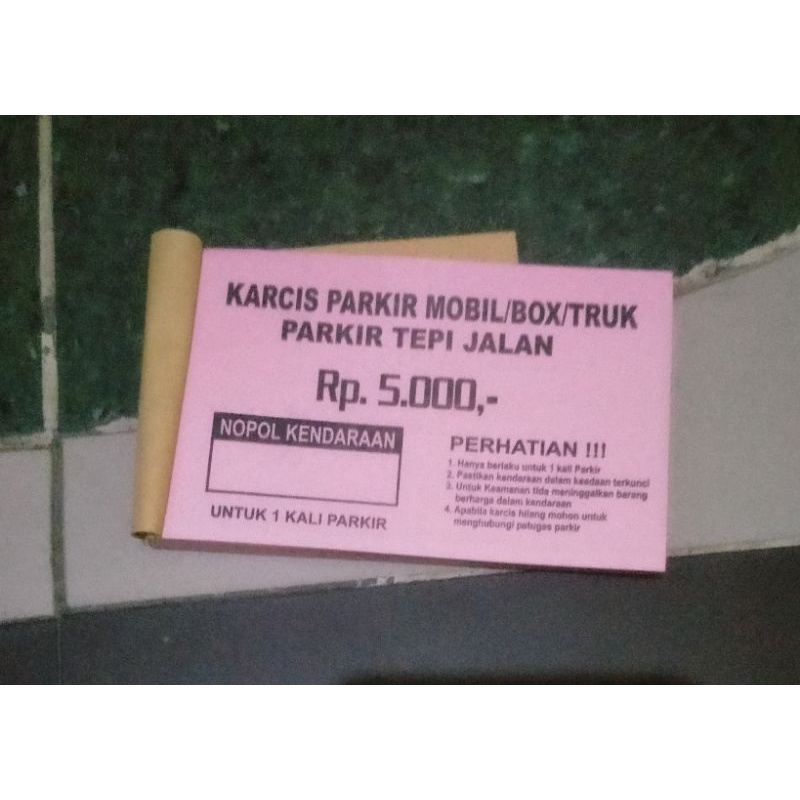 KARCIS PARKIR MOBIL/BOX/TRUK
PARKIR TEPI JALAN
Rp. 5.000,-
NOPOL KENDARAAN
UNTUK 1 KALI PARKIR
PERHATIAN !!!
1. Hanya berlaku untuk 1 kali Parkir
2. Pastikan kendaraan dalam keadaan terkunci
3. Untuk Keamanan tida meninggalkan barang
berharga dalam kendaraan
4. Apabila karcis hilang mohon untuk
menghubungi petugas parkir